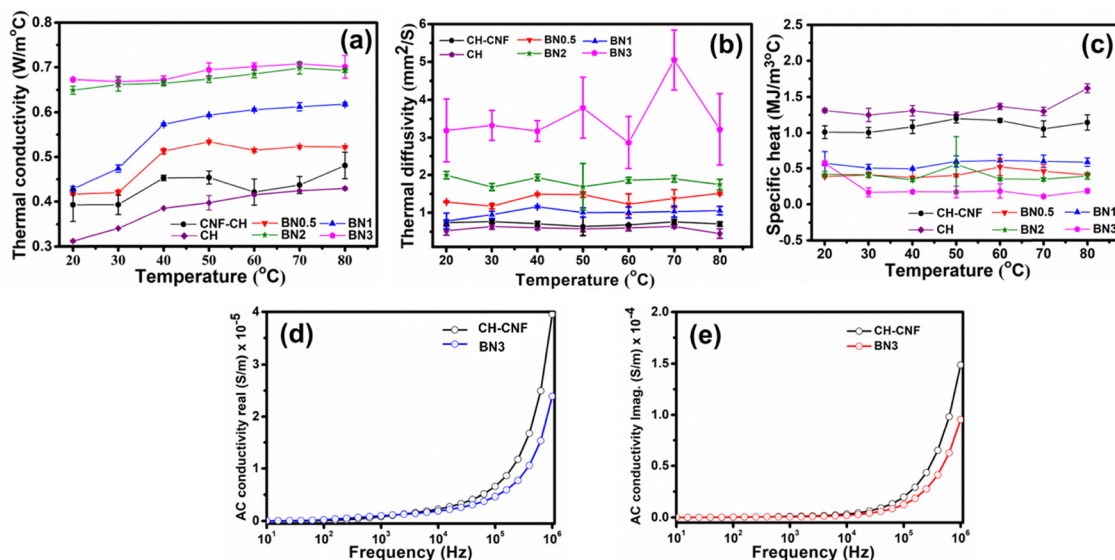 (a)
Thermal conductivity (W/m°C)
0.8
0.7
0.6
0.5
0.4
0.3
CNF-CH
BN0.5
BN1
CH
BN2
BN3
20 30 40 50 60 70 80
Temperature (°C)
(b)
Thermal diffusivity (mm²/S)
6
5
4
3
2
1
CH-CNF
BN0.5
BN1
CH
BN2
BN3
20 30 40 50 60 70 80
Temperature (°C)
(c)
Specific heat (MJ/m³°C)
2.5
2.0
1.5
1.0
0.5
0.0
-0.5
CH-CNF
BN0.5
BN1
CH
BN2
BN3
20 30 40 50 60 70 80
Temperature (°C)
(d)
AC conductivity real (S/m) x 10⁻⁵
4
3
2
1
0
CH-CNF
BN3
10¹ 10² 10³ 10⁴ 10⁵ 10⁶
Frequency (Hz)
(e)
AC conductivity Imag. (S/m) x 10⁻⁴
2.0
1.5
1.0
0.5
0.0
CH-CNF
BN3
10¹ 10² 10³ 10⁴ 10⁵ 10⁶
Frequency (Hz)